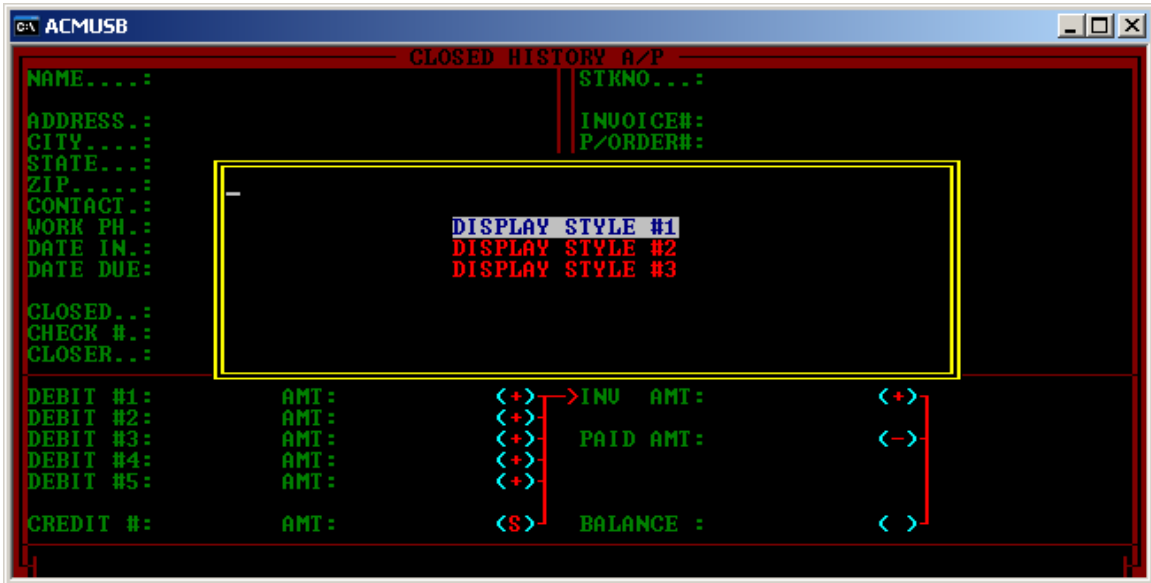 ACMUSB
CLOSED HISTORY A/P
NAME....: STKNO...:
ADDRESS.: INVOICE#:
CITY....: P/ORDER#:
STATE...:
ZIP.....:
CONTACT.:
WORK PH.: DISPLAY STYLE #1
DATE IN.: DISPLAY STYLE #2
DATE DUE: DISPLAY STYLE #3
CLOSED..:
CHECK #.:
CLOSER..:
DEBIT #1: AMT: (+) >INV AMT: (+)
DEBIT #2: AMT: (+)
DEBIT #3: AMT: (+) PAID AMT: (-)
DEBIT #4: AMT: (+)
DEBIT #5: AMT: (+)
CREDIT #: AMT: (S) BALANCE : ( )